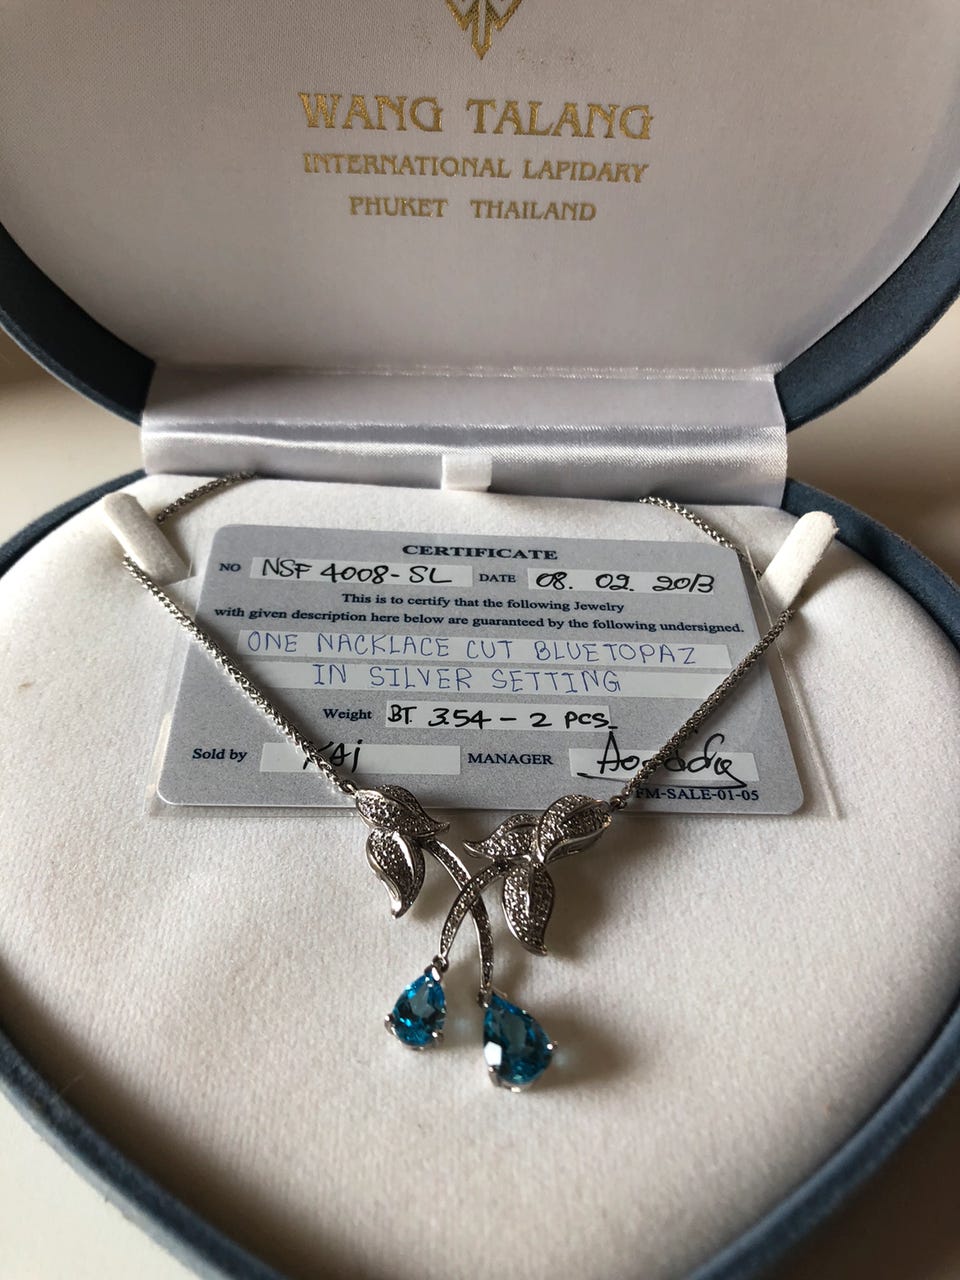 WANG TALANG
INTERNATIONAL LAPIDARY
PHUKET THAILAND
CERTIFICATE
NO NSF 4008-SL DATE 08. 02. 2013
This is to certify that the following Jewelry
with given description here below are guaranteed by the following undersigned.
ONE NACKLACE CUT BLUETOPAZ
IN SILVER SETTING
Weight BT. 3.54 - 2 PCS.
Sold by KAi MANAGER
FM-SALE-01-05